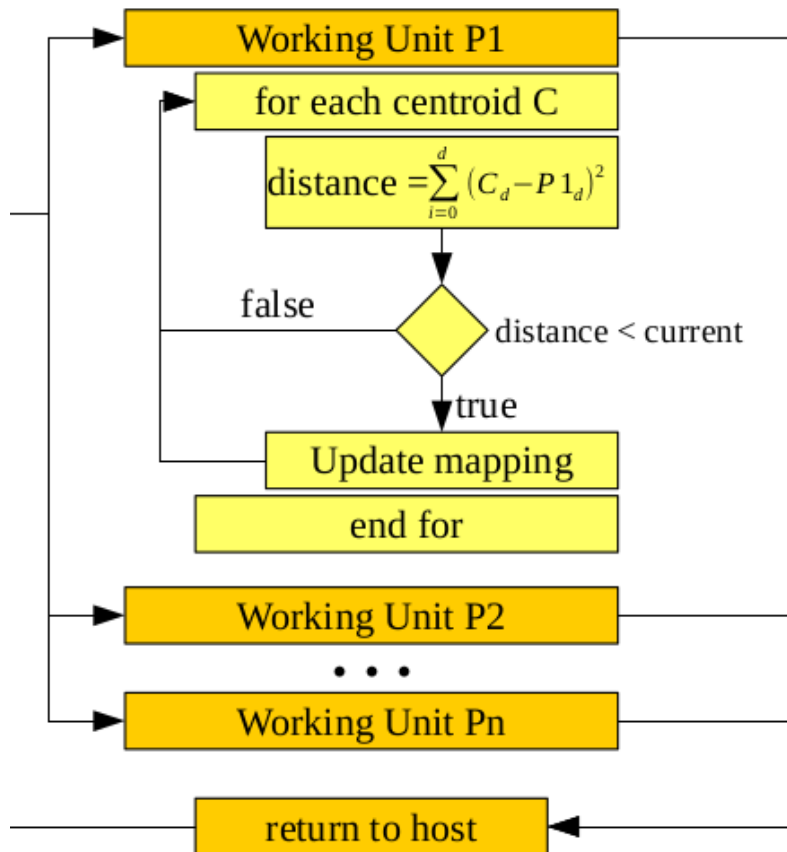 Working Unit P1
for each centroid C
distance = \sum_{i=0}^{d} (C_d - P1_d)^2
false
distance < current
true
Update mapping
end for
Working Unit P2
• • •
Working Unit Pn
return to host